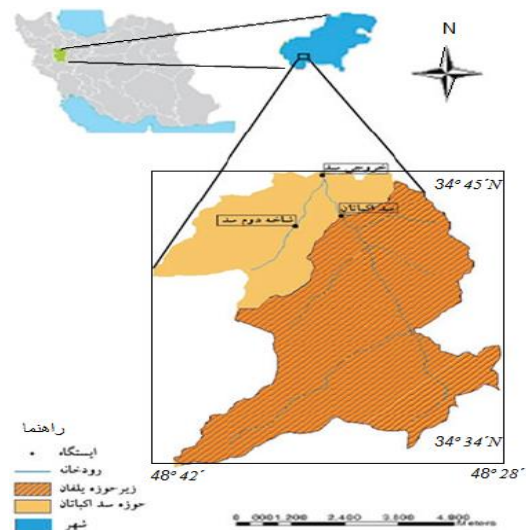 N
34° 45´N
خروجی سد
سد اکباتان
شاخه دوم سد
34° 34´N
48° 42´
48° 28´
راهنما
ایستگاه
رودخانه
زیرحوزه یلفان
حوزه سد اکباتان
شهر
Meters